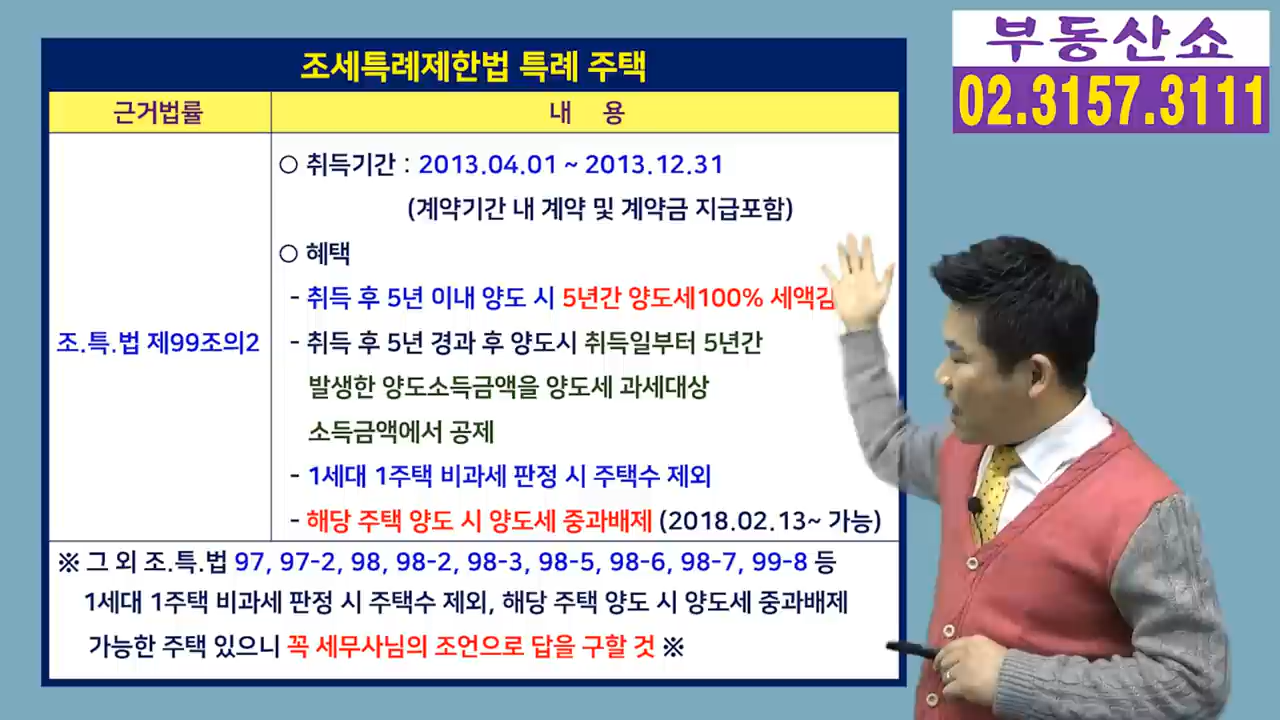 부동산쇼
02.3157.3111
조세특례제한법 특례 주택
근거법률
내 용
조.특.법 제99조의2
○ 취득기간 : 2013.04.01 ~ 2013.12.31
(계약기간 내 계약 및 계약금 지급포함)
○ 혜택
- 취득 후 5년 이내 양도 시 5년간 양도세100%
- 취득 후 5년 경과 후 양도시 취득일부터 5년간
발생한 양도소득금액을 양도세 과세대상
소득금액에서 공제
- 1세대 1주택 비과세 판정 시 주택수 제외
- 해당 주택 양도 시 양도세 중과배제 (2018.02.13~ 가능)
※ 그 외 조.특.법 97, 97-2, 98, 98-2, 98-3, 98-5, 98-6, 98-7, 99-8 등
1세대 1주택 비과세 판정 시 주택수 제외, 해당 주택 양도 시 양도세 중과배제
가능한 주택 있으니 꼭 세무사님의 조언으로 답을 구할 것 ※